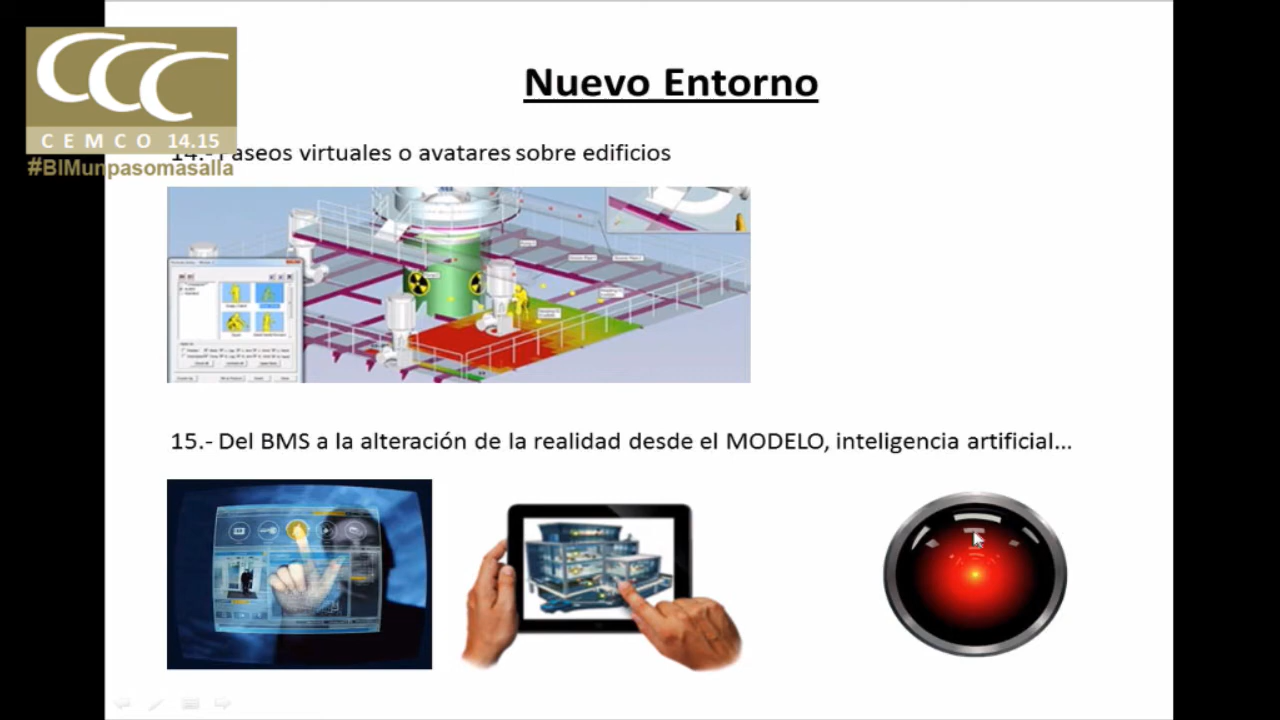 Nuevo Entorno
CEMCO 14.15
#BIMunpasomasalla
14.- Paseos virtuales o avatares sobre edificios
15.- Del BMS a la alteración de la realidad desde el MODELO, inteligencia artificial...